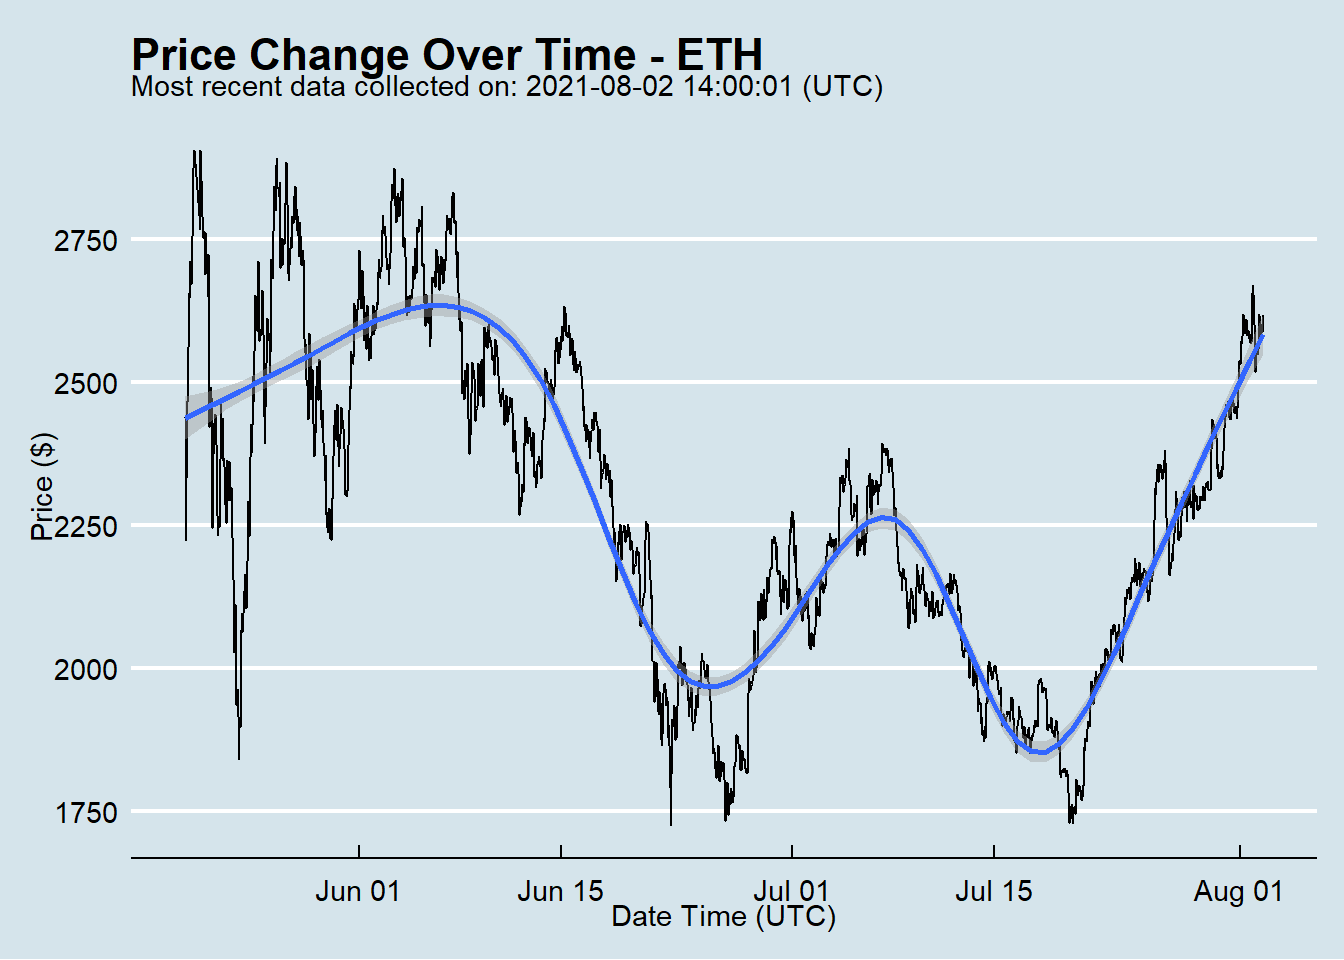 Price Change Over Time - ETH
Most recent data collected on: 2021-08-02 14:00:01 (UTC)
Price ($)
2750
2500
2250
2000
1750
Jun 01 Jun 15 Jul 01 Jul 15 Aug 01
Date Time (UTC)